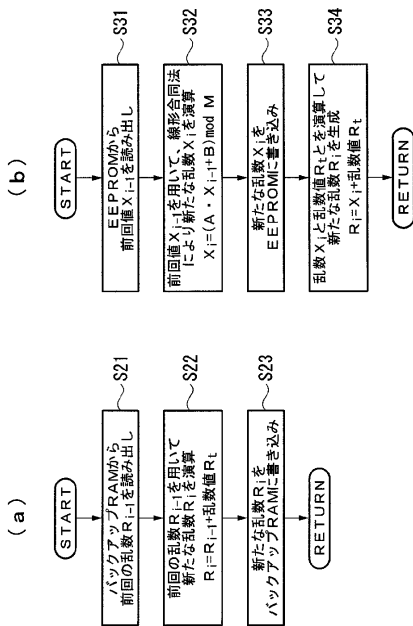 (a)
START
バックアップRAMから
前回の乱数Ri-1を読み出し
S21
前回の乱数Ri-1を用いて
新たな乱数Riを演算
Ri=Ri-1+乱数値Rt
S22
新たな乱数Riを
バックアップRAMに書き込み
S23
RETURN
(b)
START
EEPROMから
前回値Xi-1を読み出し
S31
前回値Xi-1を用いて、線形合同法
により新たな乱数Xiを演算
Xi=(A・Xi-1+B)mod M
S32
新たな乱数Xiを
EEPROMに書き込み
S33
乱数Xiと乱数値Rtとを演算して
新たな乱数Riを生成
Ri=Xi+乱数値Rt
S34
RETURN